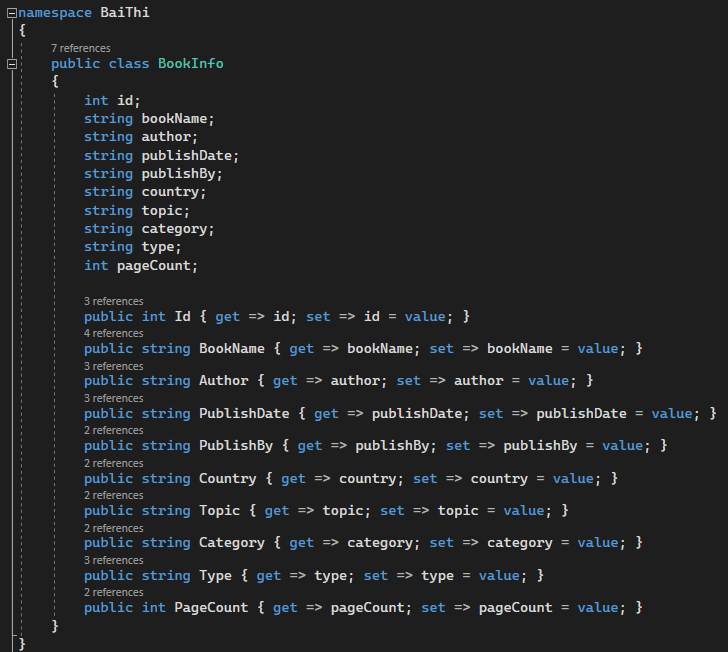 namespace BaiThi
{
7 references
public class BookInfo
{
int id;
string bookName;
string author;
string publishDate;
string publishBy;
string country;
string topic;
string category;
string type;
int pageCount;
3 references
public int Id { get => id; set => id = value; }
4 references
public string BookName { get => bookName; set => bookName = value; }
3 references
public string Author { get => author; set => author = value; }
3 references
public string PublishDate { get => publishDate; set => publishDate = value; }
2 references
public string PublishBy { get => publishBy; set => publishBy = value; }
2 references
public string Country { get => country; set => country = value; }
2 references
public string Topic { get => topic; set => topic = value; }
2 references
public string Category { get => category; set => category = value; }
3 references
public string Type { get => type; set => type = value; }
2 references
public int PageCount { get => pageCount; set => pageCount = value; }
}
}